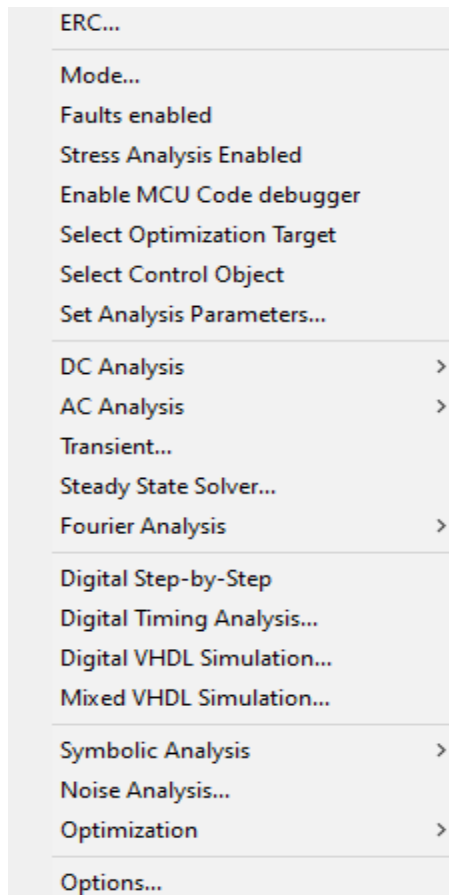 ERC...
Mode...
Faults enabled
Stress Analysis Enabled
Enable MCU Code debugger
Select Optimization Target
Select Control Object
Set Analysis Parameters...
DC Analysis
AC Analysis
Transient...
Steady State Solver...
Fourier Analysis
Digital Step-by-Step
Digital Timing Analysis...
Digital VHDL Simulation...
Mixed VHDL Simulation...
Symbolic Analysis
Noise Analysis...
Optimization
Options...